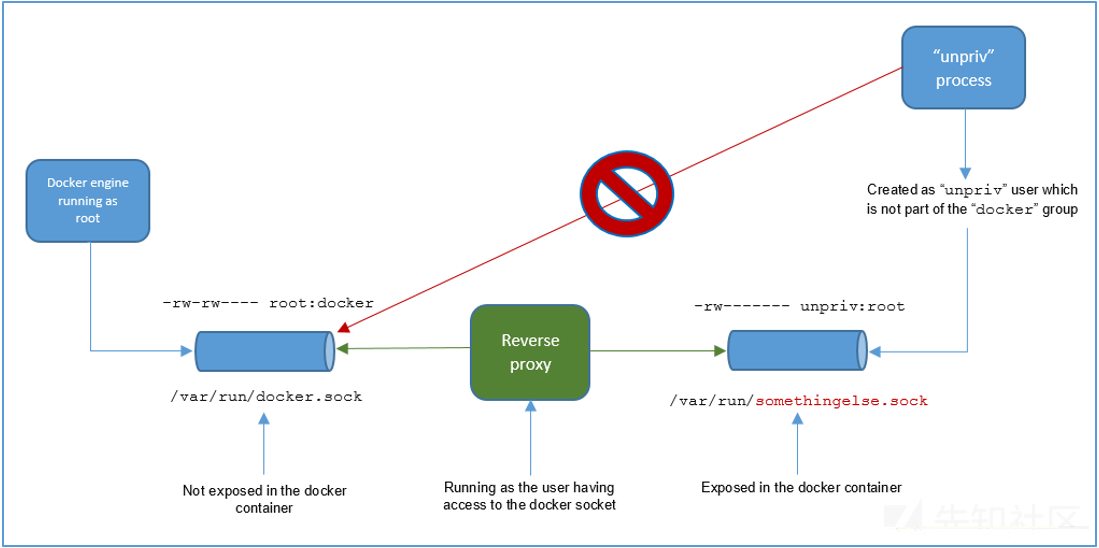 “unpriv”
process
Docker engine
running as
root
Created as “unpriv” user which
is not part of the “docker” group
-rw-rw---- root:docker
-rw------- unpriv:root
Reverse
proxy
/var/run/docker.sock
/var/run/somethingelse.sock
Not exposed in the docker
container
Running as the user having
access to the docker socket
Exposed in the docker container
先知社区